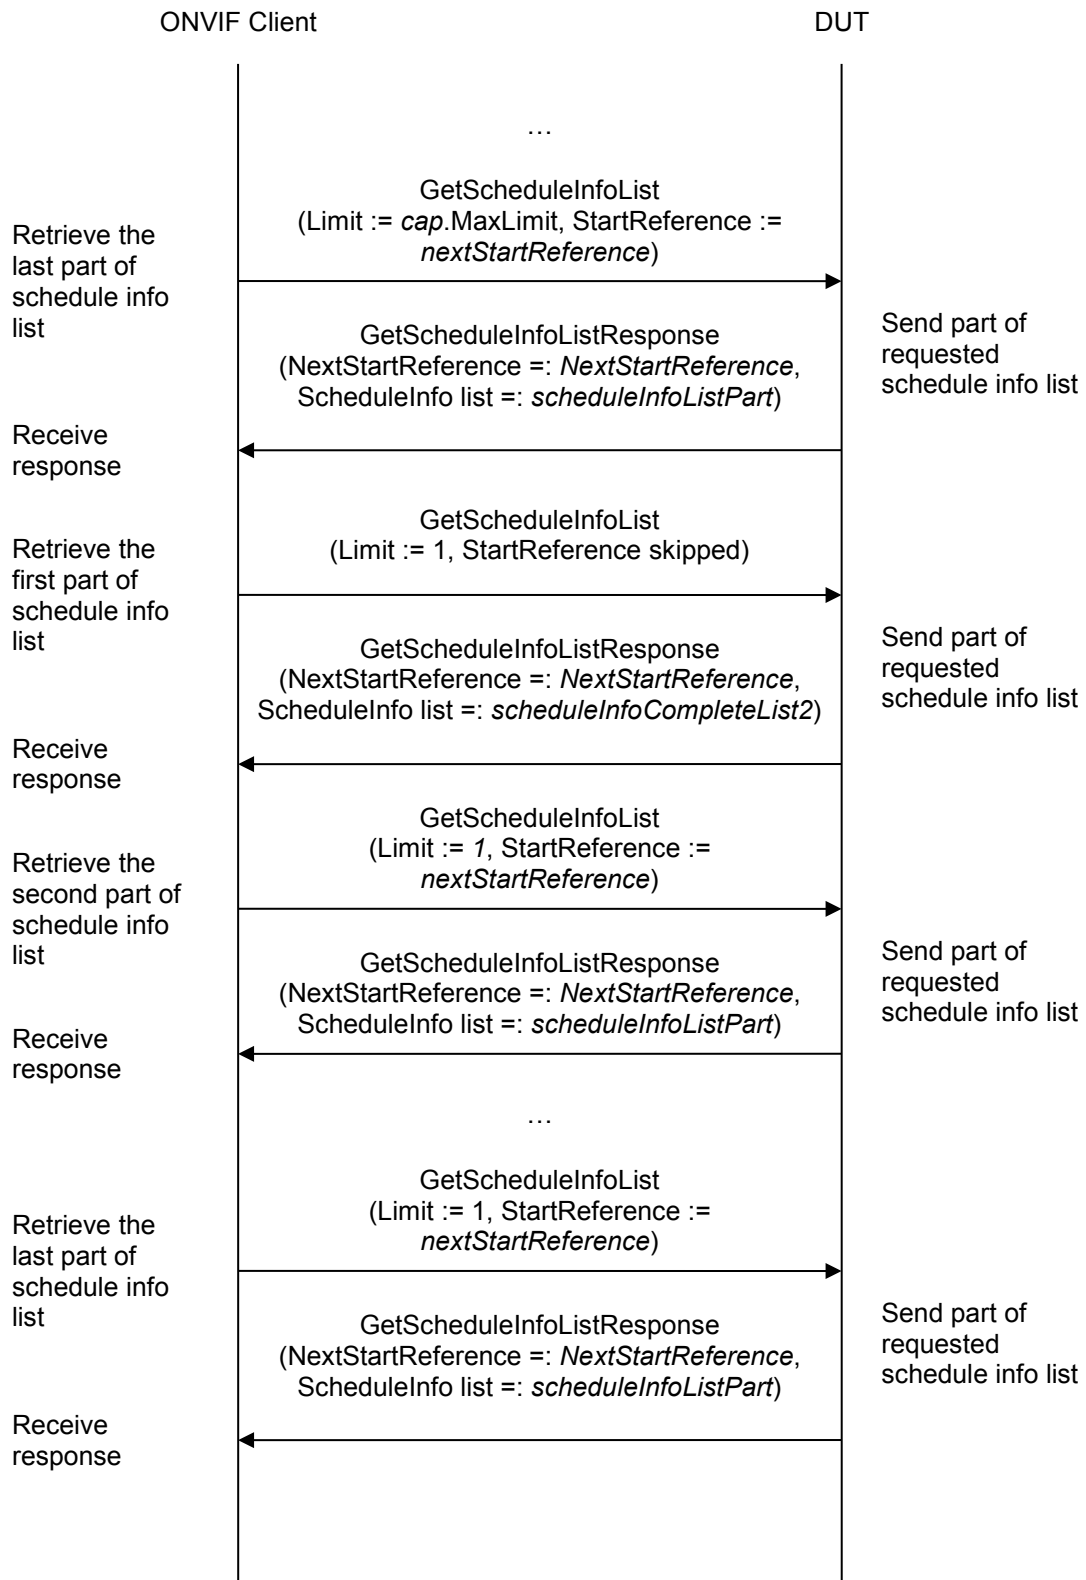 ONVIF Client
DUT
…
GetScheduleInfoList
(Limit := cap.MaxLimit, StartReference :=
nextStartReference)
Retrieve the
last part of
schedule info
list
GetScheduleInfoListResponse
(NextStartReference =: NextStartReference,
ScheduleInfo list =: scheduleInfoListPart)
Send part of
requested
schedule info list
Receive
response
GetScheduleInfoList
(Limit := 1, StartReference skipped)
Retrieve the
first part of
schedule info
list
GetScheduleInfoListResponse
(NextStartReference =: NextStartReference,
ScheduleInfo list =: scheduleInfoCompleteList2)
Send part of
requested
schedule info list
Receive
response
GetScheduleInfoList
(Limit := 1, StartReference :=
nextStartReference)
Retrieve the
second part of
schedule info
list
GetScheduleInfoListResponse
(NextStartReference =: NextStartReference,
ScheduleInfo list =: scheduleInfoListPart)
Send part of
requested
schedule info list
Receive
response
…
GetScheduleInfoList
(Limit := 1, StartReference :=
nextStartReference)
Retrieve the
last part of
schedule info
list
GetScheduleInfoListResponse
(NextStartReference =: NextStartReference,
ScheduleInfo list =: scheduleInfoListPart)
Send part of
requested
schedule info list
Receive
response